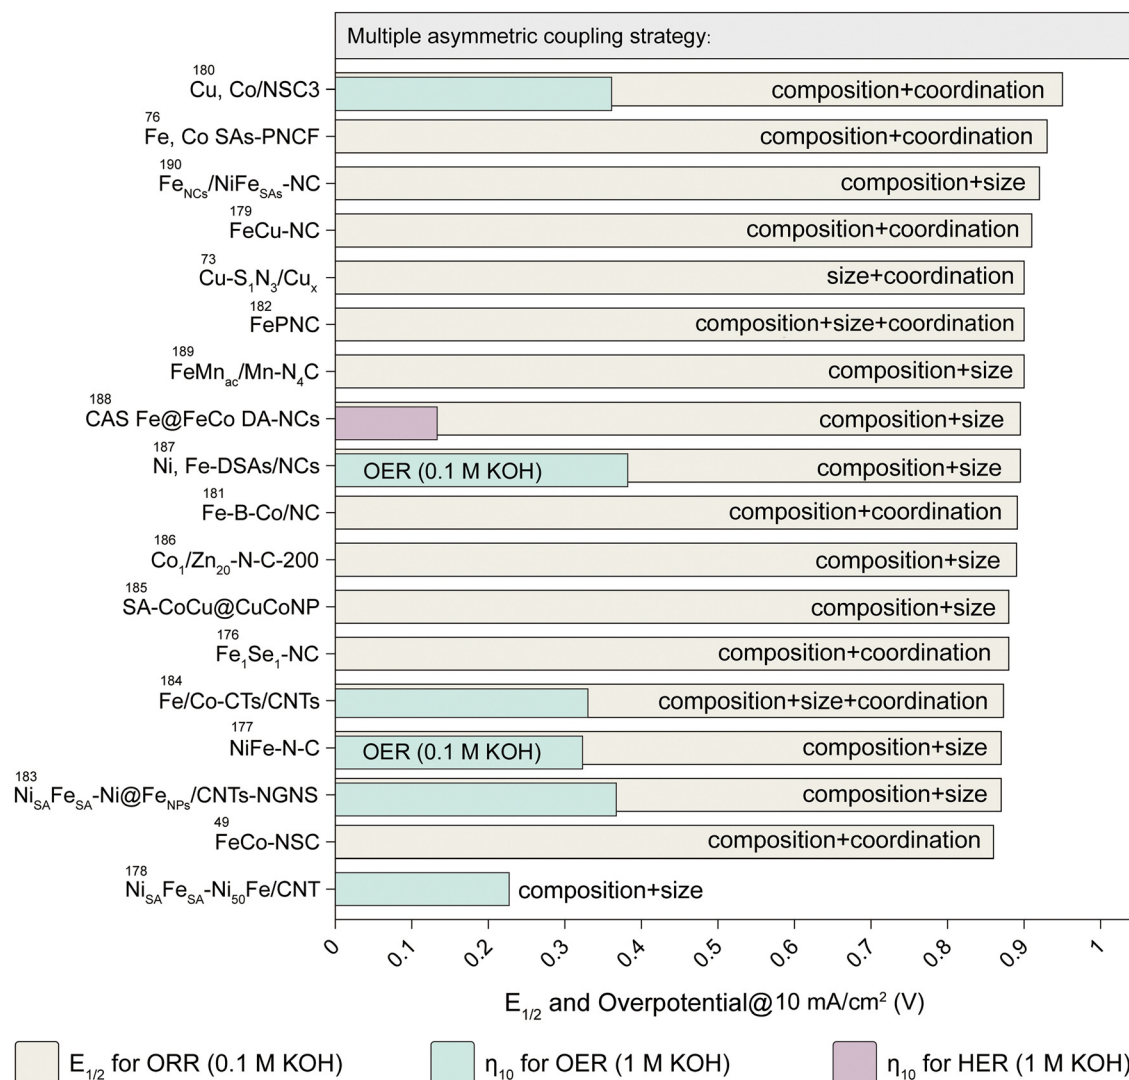 Multiple asymmetric coupling strategy:
180
Cu, Co/NSC3
composition+coordination
76
Fe, Co SAs-PNCF
composition+coordination
190
FeNCs/NiFeSAs-NC
composition+size
179
FeCu-NC
composition+coordination
73
Cu-S1N3/Cux
size+coordination
182
FePNC
composition+size+coordination
189
FeMnac/Mn-N4C
composition+size
188
CAS Fe@FeCo DA-NCs
composition+size
187
Ni, Fe-DSAs/NCs
OER (0.1 M KOH)
composition+size
181
Fe-B-Co/NC
composition+coordination
186
Co1/Zn20-N-C-200
composition+size
185
SA-CoCu@CuCoNP
composition+size
176
Fe1Se1-NC
composition+coordination
184
Fe/Co-CTs/CNTs
composition+size+coordination
177
NiFe-N-C
OER (0.1 M KOH)
composition+size
183
NiSAFeSA-Ni@FeNPs/CNTs-NGNS
composition+size
49
FeCo-NSC
composition+coordination
178
NiSAFeSA-Ni50Fe/CNT
composition+size
0 0.1 0.2 0.3 0.4 0.5 0.6 0.7 0.8 0.9 1
E1/2 and Overpotential@10 mA/cm² (V)
E1/2 for ORR (0.1 M KOH) η10 for OER (1 M KOH) η10 for HER (1 M KOH)